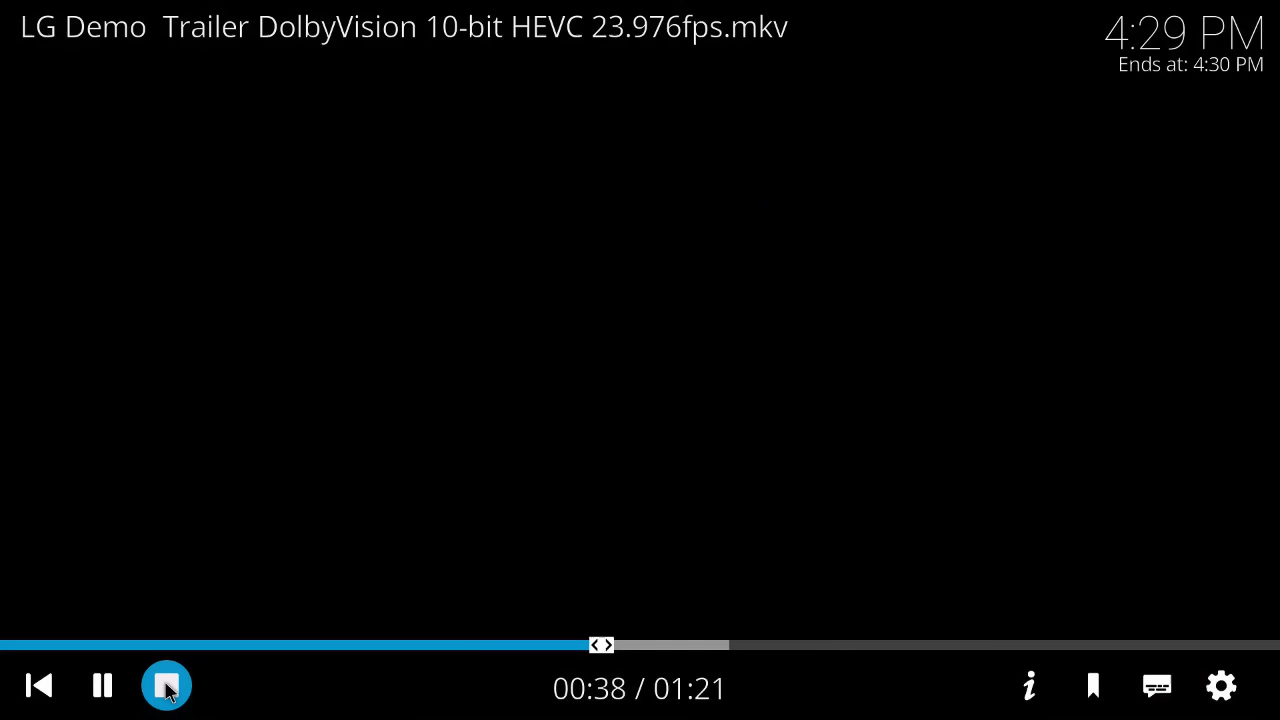 LG Demo  Trailer DolbyVision 10-bit HEVC 23.976fps.mkv
4:29 PM
Ends at: 4:30 PM
00:38 / 01:21